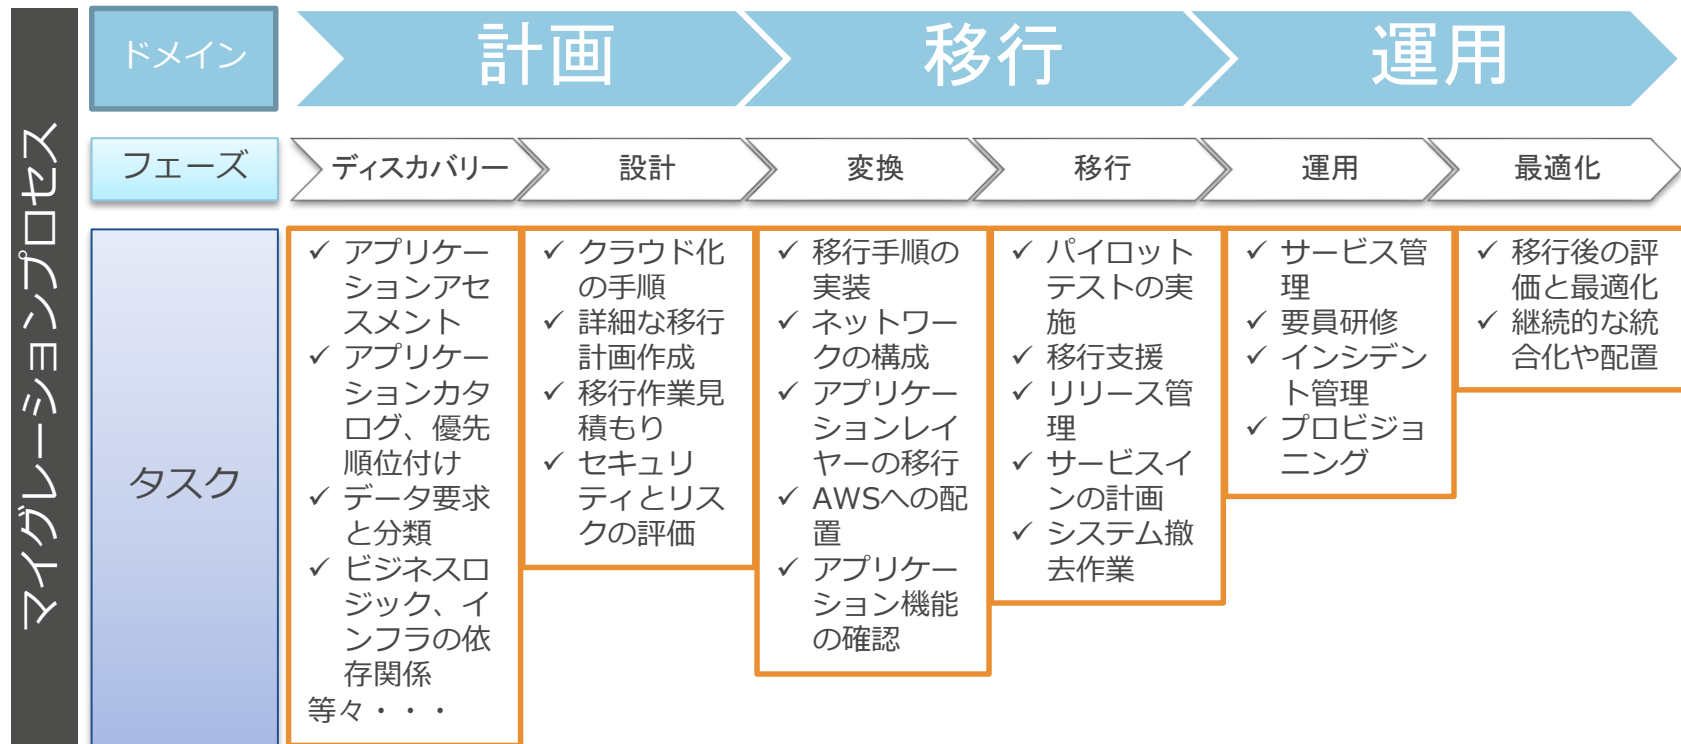 マイグレーションプロセス
ドメイン
計画
移行
運用
フェーズ
ディスカバリー
設計
変換
移行
運用
最適化
タスク
✓ アプリケー
ションアセ
スメント
✓ アプリケー
ションカタ
ログ、優先
順位付け
✓ データ要求
と分類
✓ ビジネスロ
ジック、イ
ンフラの依
存関係
等々・・・
✓ クラウド化
の手順
✓ 詳細な移行
計画作成
✓ 移行作業見
積もり
✓ セキュリ
ティとリス
クの評価
✓ 移行手順の
実装
✓ ネットワー
クの構成
✓ アプリケー
ションレイ
ヤーの移行
✓ AWSへの配
置
✓ アプリケー
ション機能
の確認
✓ パイロット
テストの実
施
✓ 移行支援
✓ リリース管
理
✓ サービスイ
ンの計画
✓ システム撤
去作業
✓ サービス管
理
✓ 要員研修
✓ インシデン
ト管理
✓ プロビジョ
ニング
✓ 移行後の評
価と最適化
✓ 継続的な統
合化や配置